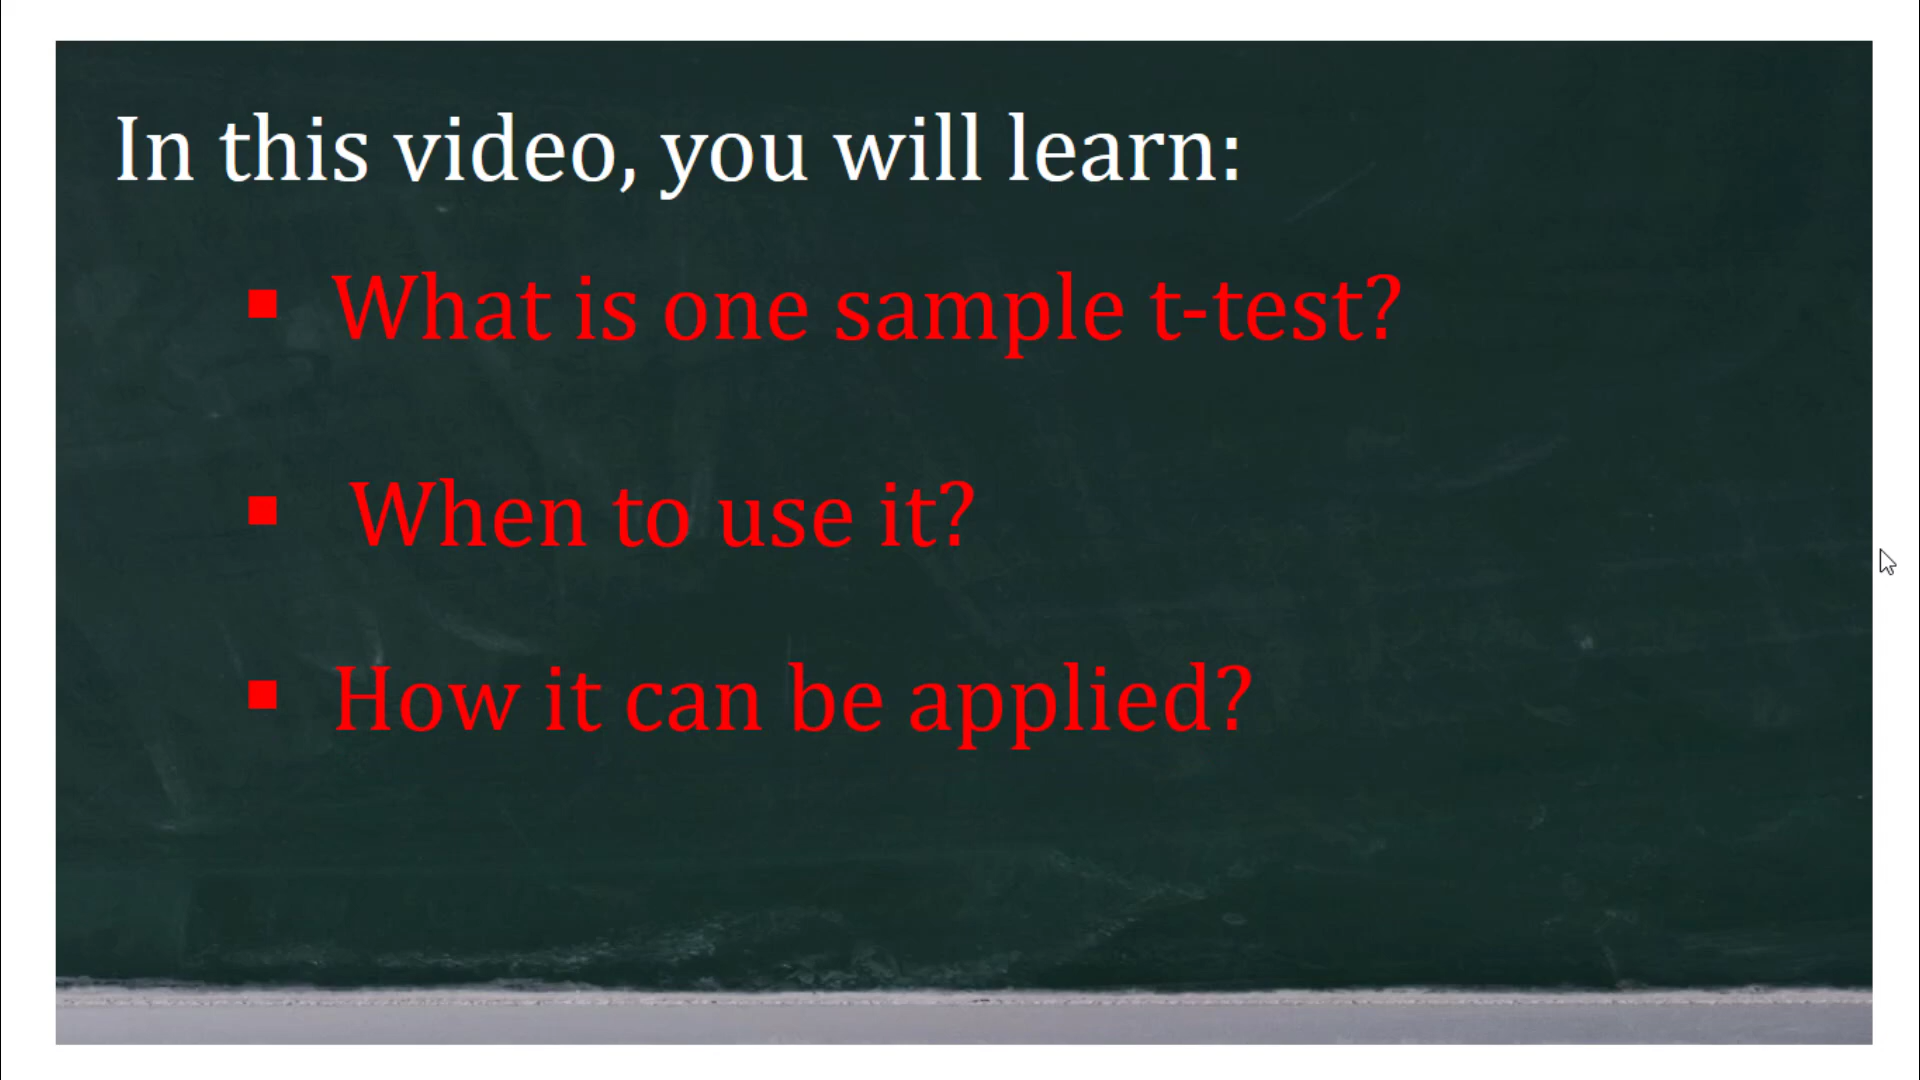 In this video, you will learn:
▪ What is one sample t-test?
▪ When to use it?
▪ How it can be applied?